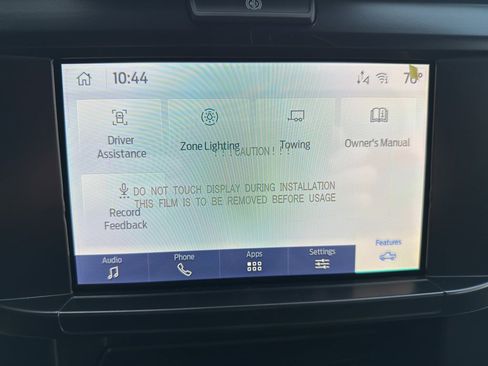 10:44
70°
Driver
Assistance
Zone Lighting
Towing
Owner's Manual
!!!CAUTION!!!
DO NOT TOUCH DISPLAY DURING INSTALLATION
THIS FILM IS TO BE REMOVED BEFORE USAGE
Record
Feedback
Audio
Phone
Apps
Settings
Features